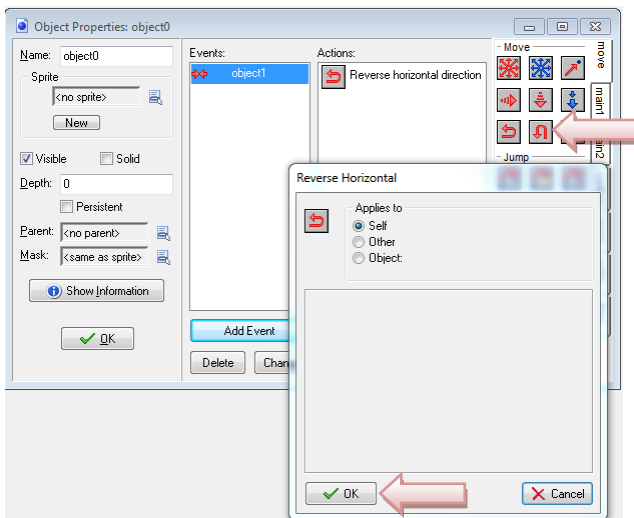 Object Properties: object0
Name: object0
Sprite
<no sprite>
New
Visible
Solid
Depth: 0
Persistent
Parent: <no parent>
Mask: <same as sprite>
Show Information
OK
Events:
object1
Add Event
Delete
Chan
Actions:
Reverse horizontal direction
Move
Jump
move
main1
ain2
Reverse Horizontal
Applies to
Self
Other
Object:
OK
Cancel